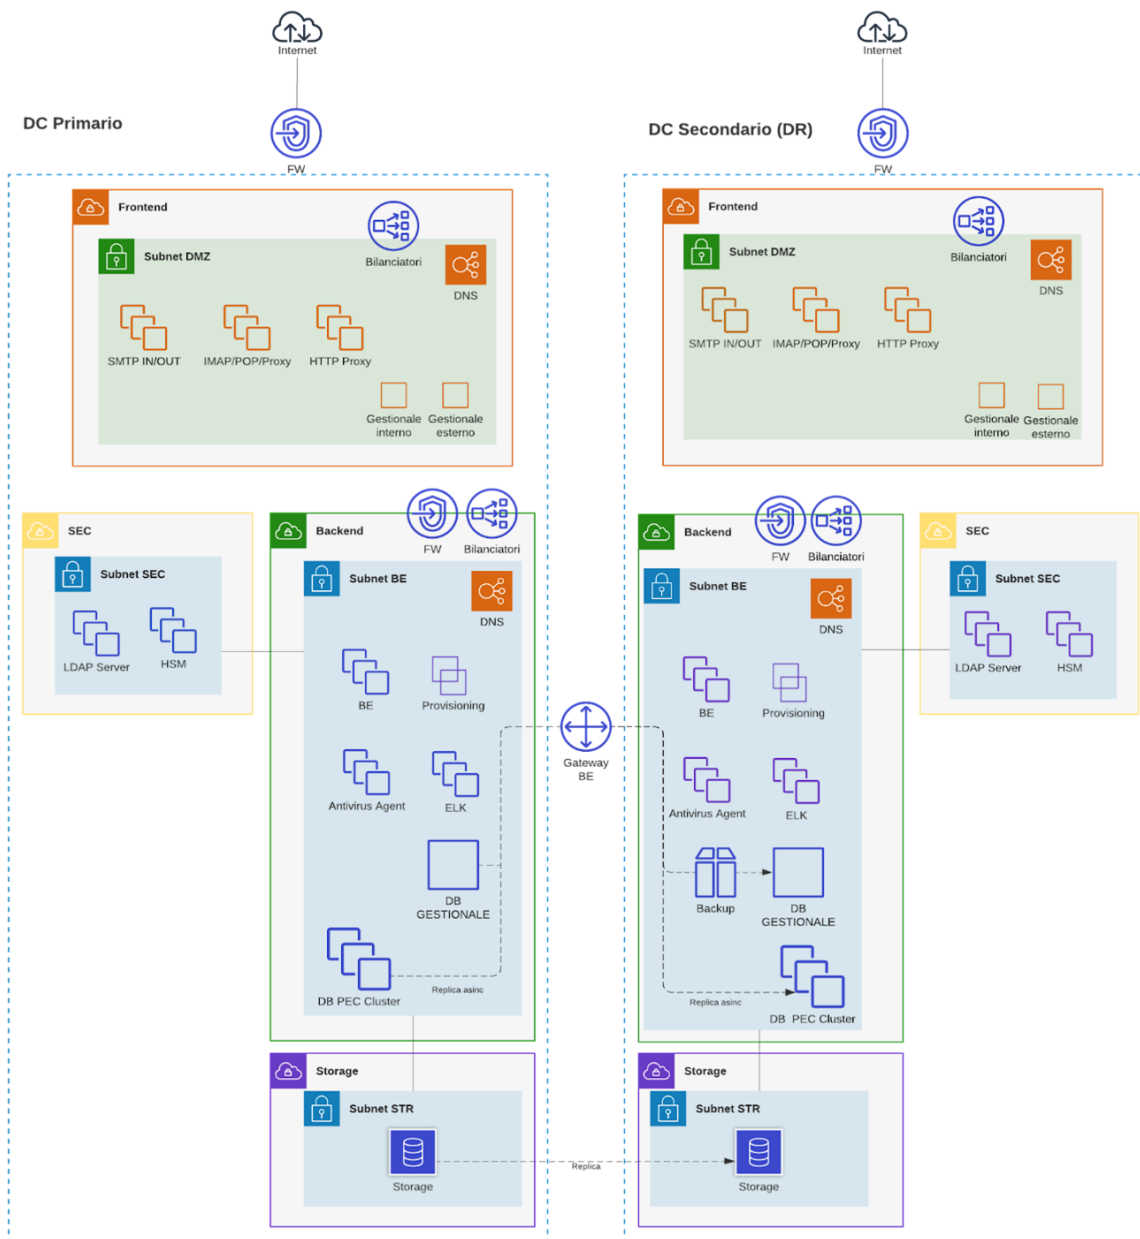 Internet
Internet
DC Primario
DC Secondario (DR)
FW
FW
Frontend
Bilanciatori
Subnet DMZ
DNS
SMTP IN/OUT
IMAP/POP/Proxy
HTTP Proxy
Gestionale
interno
Gestionale
esterno
Frontend
Bilanciatori
Subnet DMZ
DNS
SMTP IN/OUT
IMAP/POP/Proxy
HTTP Proxy
Gestionale
interno
Gestionale
esterno
SEC
Subnet SEC
LDAP Server
HSM
Backend
FW
Bilanciatori
Subnet BE
DNS
BE
Provisioning
Antivirus Agent
ELK
DB
GESTIONALE
DB PEC Cluster
Replica asinc
Gateway
BE
Backend
FW
Bilanciatori
Subnet BE
DNS
BE
Provisioning
Antivirus Agent
ELK
Backup
DB
GESTIONALE
Replica asinc
DB PEC Cluster
SEC
Subnet SEC
LDAP Server
HSM
Storage
Subnet STR
Storage
Replica
Storage
Subnet STR
Storage